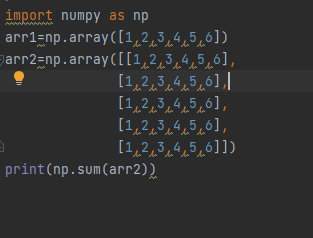 import numpy as np
arr1=np.array([1,2,3,4,5,6])
arr2=np.array([[1,2,3,4,5,6],
[1,2,3,4,5,6],
[1,2,3,4,5,6],
[1,2,3,4,5,6],
[1,2,3,4,5,6]])
print(np.sum(arr2))